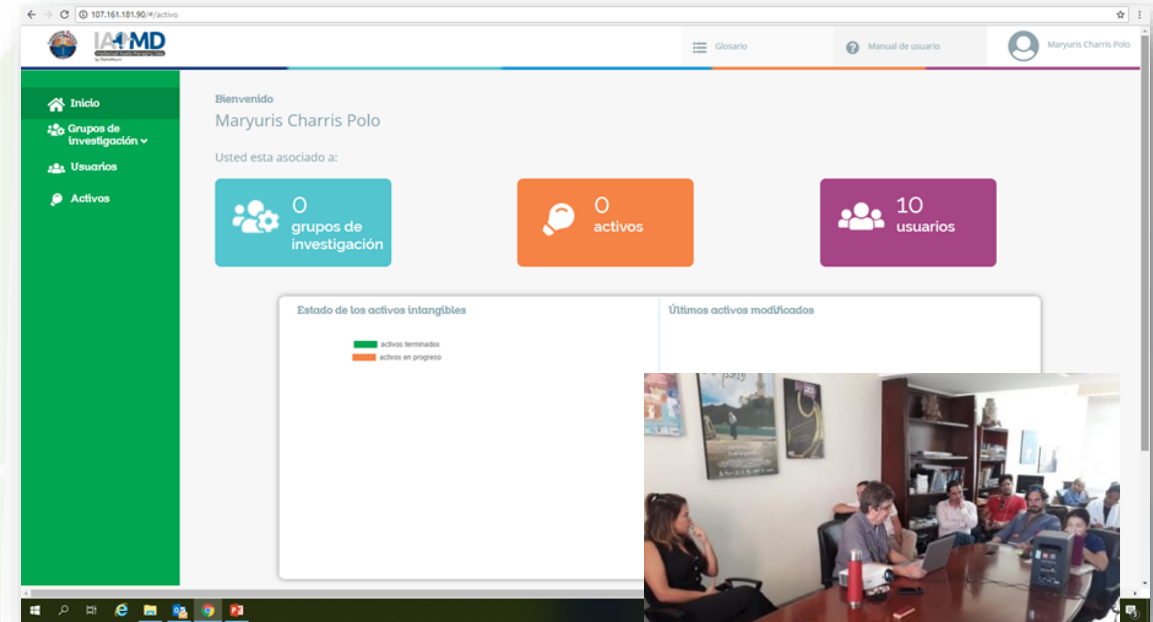 107.161.181.90/#/activo
IAMD
Glosario
Manual de usuario
Maryuris Charris Polo
Inicio
Grupos de
investigación
Usuarios
Activos
Bienvenido
Maryuris Charris Polo
Usted esta asociado a:
0
grupos de
investigación
0
activos
10
usuarios
Estado de los activos intangibles
activos terminados
activos en progreso
Últimos activos modificados